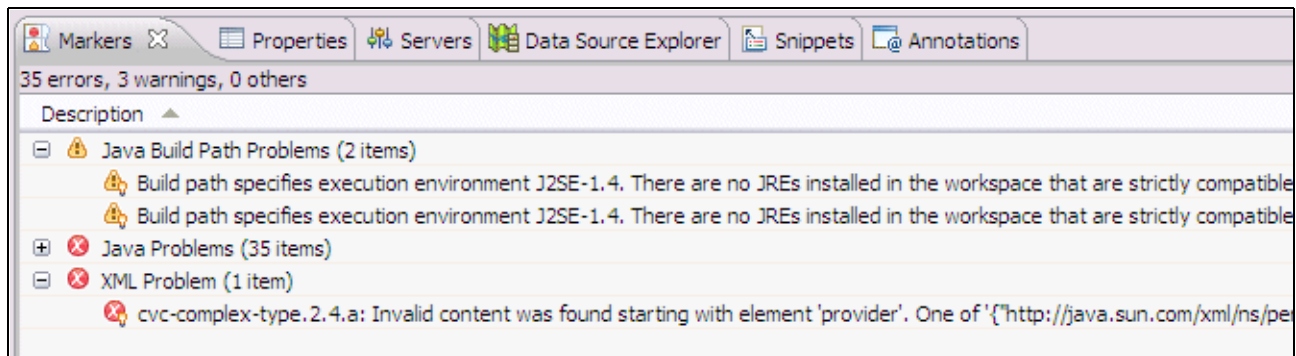 Markers Properties Servers Data Source Explorer Snippets Annotations
35 errors, 3 warnings, 0 others
Description
Java Build Path Problems (2 items)
Build path specifies execution environment J2SE-1.4. There are no JREs installed in the workspace that are strictly compatible
Build path specifies execution environment J2SE-1.4. There are no JREs installed in the workspace that are strictly compatible
Java Problems (35 items)
XML Problem (1 item)
cvc-complex-type.2.4.a: Invalid content was found starting with element 'provider'. One of '{"http://java.sun.com/xml/ns/per